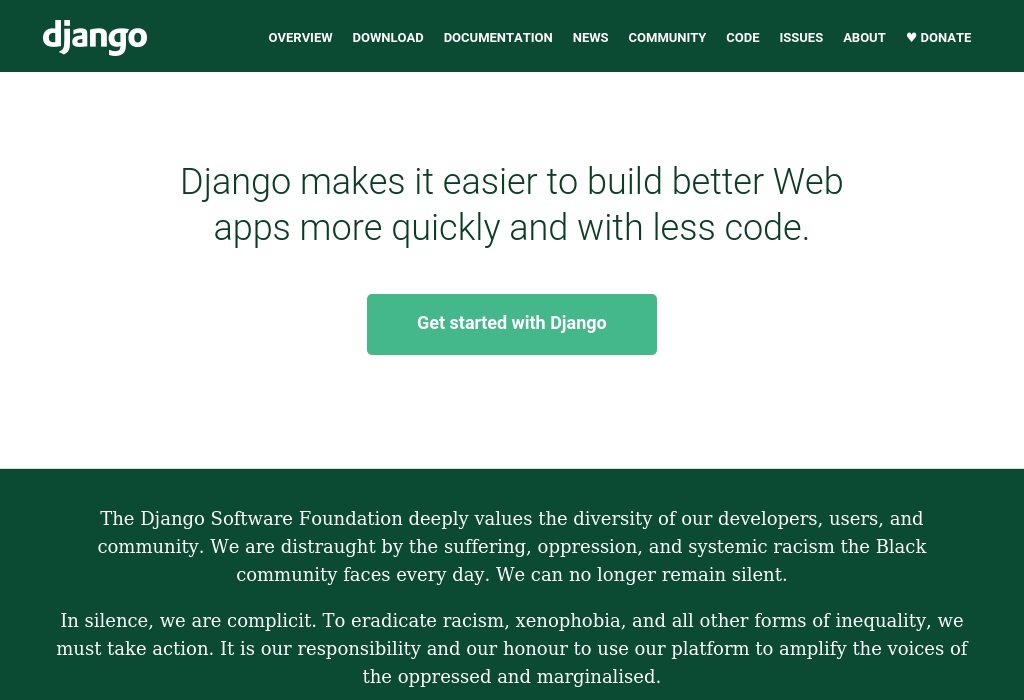 django
OVERVIEW DOWNLOAD DOCUMENTATION NEWS COMMUNITY CODE ISSUES ABOUT ♥ DONATE
Django makes it easier to build better Web
apps more quickly and with less code.
Get started with Django
The Django Software Foundation deeply values the diversity of our developers, users, and
community. We are distraught by the suffering, oppression, and systemic racism the Black
community faces every day. We can no longer remain silent.
In silence, we are complicit. To eradicate racism, xenophobia, and all other forms of inequality, we
must take action. It is our responsibility and our honour to use our platform to amplify the voices of
the oppressed and marginalised.